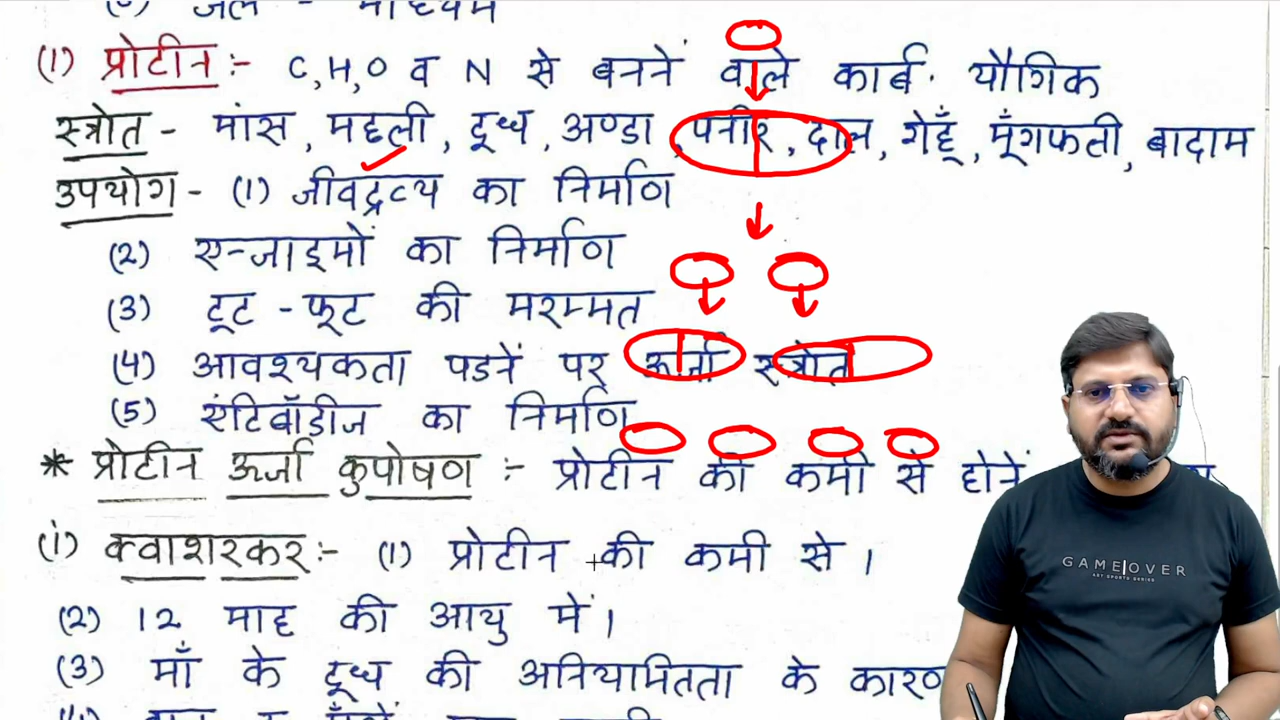 जल - माध्यम
(1) प्रोटीन :- C,H,O व N से बननें वाले कार्ब. यौगिक
स्त्रोत - मांस, मछली, दूध, अण्डा, पनीर, दाल, गेहूँ, मूँगफली, बादाम
उपयोग - (1) जीवद्रव्य का निर्माण
(2) एन्जाइमों का निर्माण
(3) टूट - फूट की मरम्मत
(4) आवश्यकता पडनें पर ऊर्जा स्त्रोत
(5) एंटिबॉडीज का निर्माण
* प्रोटीन ऊर्जा कुपोषण :- प्रोटीन की कमी से होनें
(i) क्वाशरकर :- (1) प्रोटीन की कमी से ।
(2) 12 माह की आयु में ।
(3) माँ के दूध की अनियामितता के कारण
GAME OVER